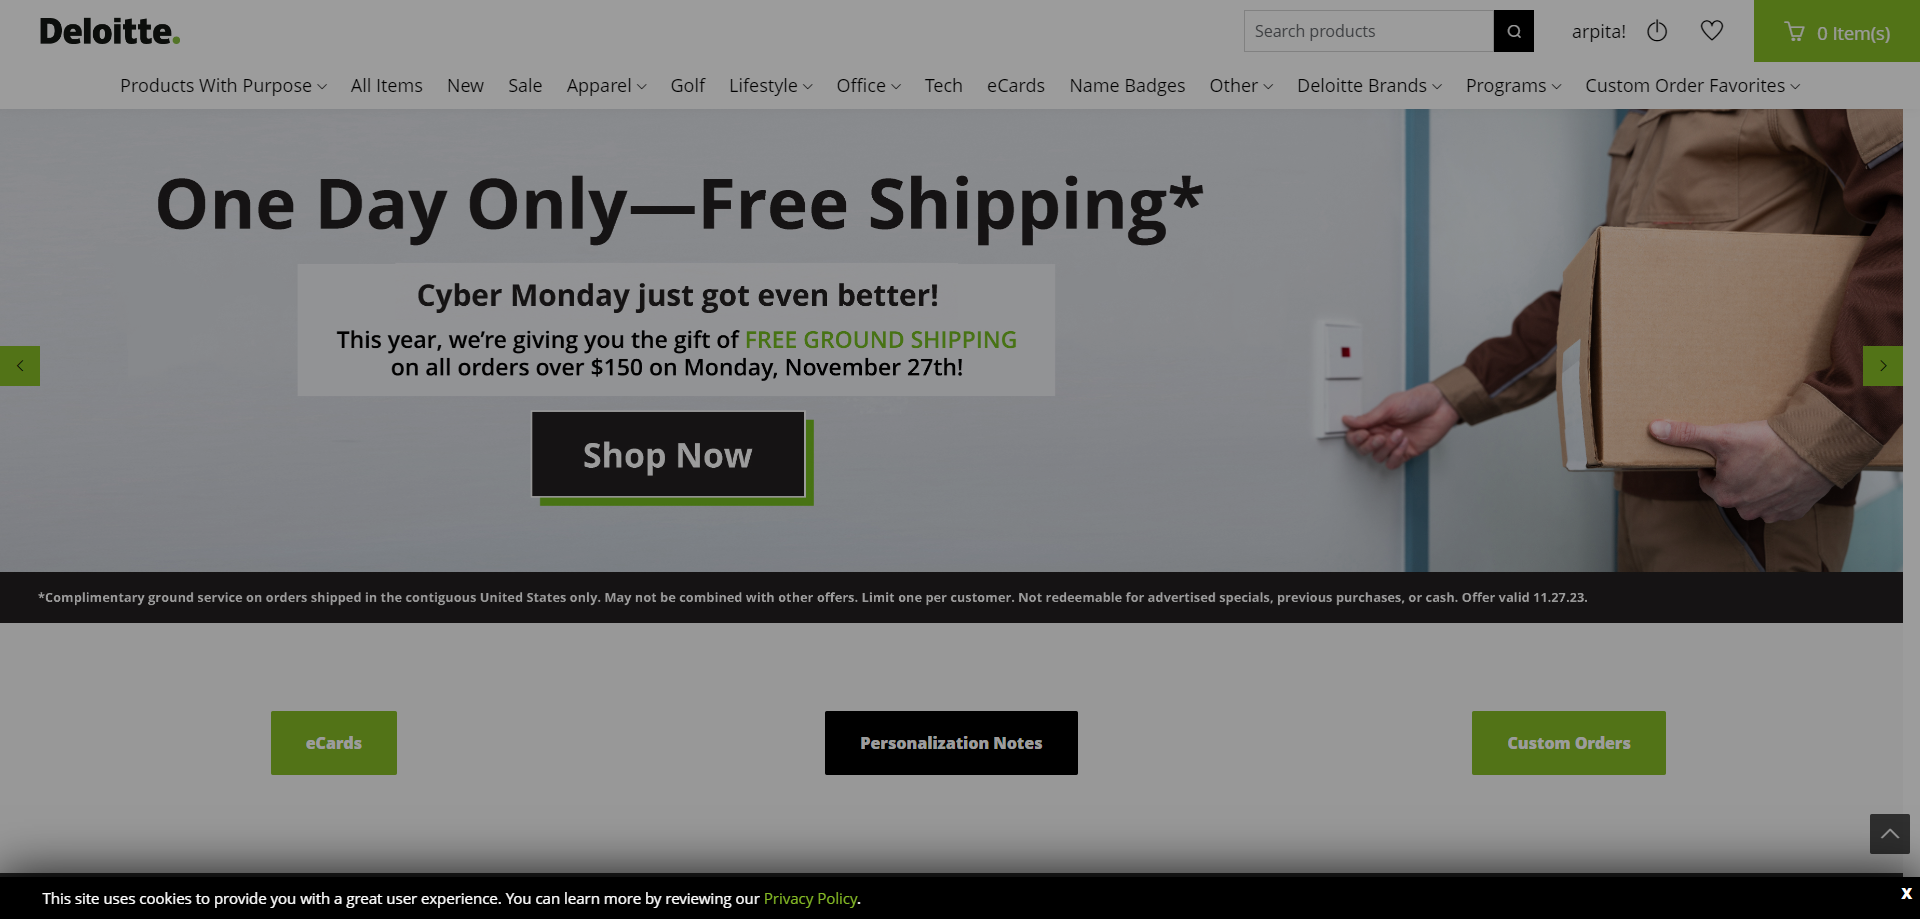 Deloitte.
Search products
arpita!
0 Item(s)
Products With Purpose
All Items
New
Sale
Apparel
Golf
Lifestyle
Office
Tech
eCards
Name Badges
Other
Deloitte Brands
Programs
Custom Order Favorites
One Day Only—Free Shipping*
Cyber Monday just got even better!
This year, we’re giving you the gift of FREE GROUND SHIPPING
on all orders over $150 on Monday, November 27th!
Shop Now
*Complimentary ground service on orders shipped in the contiguous United States only. May not be combined with other offers. Limit one per customer. Not redeemable for advertised specials, previous purchases, or cash. Offer valid 11.27.23.
eCards
Personalization Notes
Custom Orders
This site uses cookies to provide you with a great user experience. You can learn more by reviewing our Privacy Policy.
X